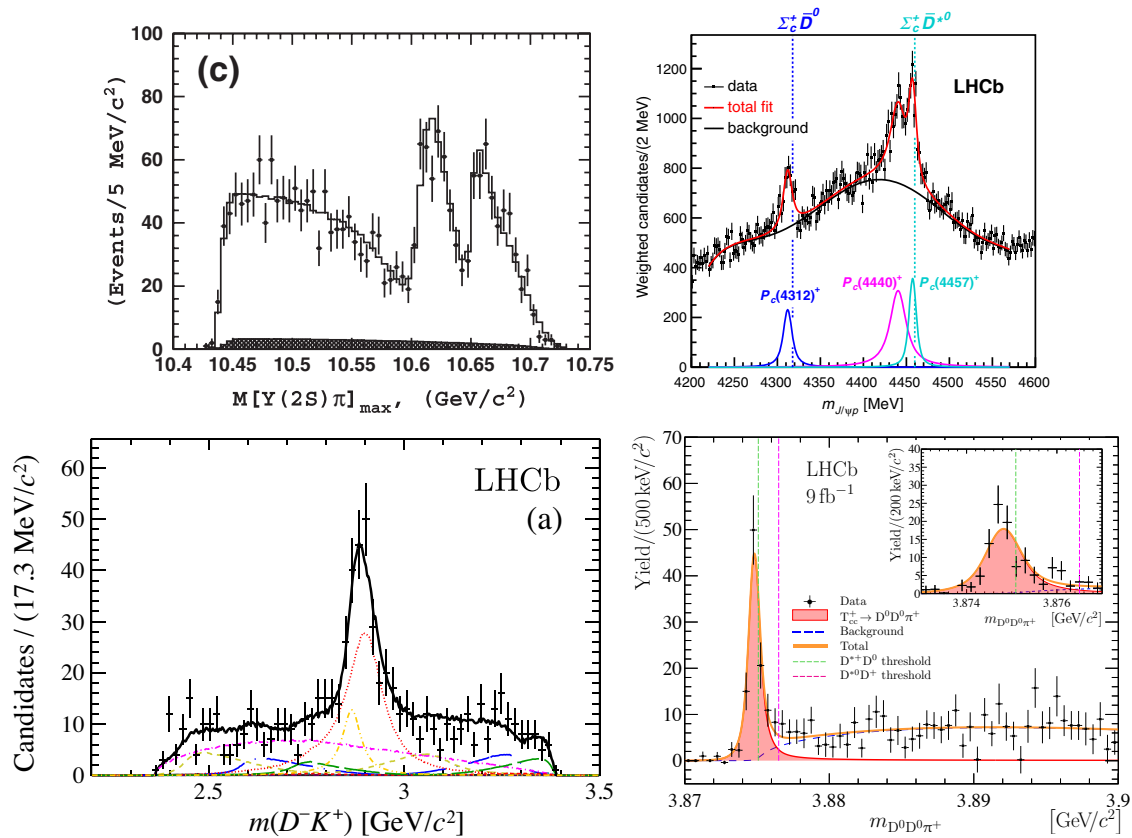 (c)
(Events/5 MeV/c²)
120
100
80
60
40
20
0
10.4 10.45 10.5 10.55 10.6 10.65 10.7 10.75
M[Y(2S)π]max, (GeV/c²)
Σc⁺ D̄⁰ Σc⁺ D̄*⁰
LHCb
data
total fit
background
Weighted candidates/(2 MeV)
1200
1000
800
600
400
200
0
Pc(4312)⁺ Pc(4440)⁺ Pc(4457)⁺
4200 4250 4300 4350 4400 4450 4500 4550 4600
mJ/ψp [MeV]
LHCb
(a)
Candidates / (17.3 MeV/c²)
60
50
40
30
20
10
0
2.5 3 3.5
m(D⁻K⁺) [GeV/c²]
LHCb
9 fb⁻¹
Yield/(500 keV/c²)
70
60
50
40
30
20
10
0
Data
Tcc⁺ → D⁰D⁰π⁺
Background
Total
D*⁺D⁰ threshold
D*⁰D⁺ threshold
3.87 3.88 3.89 3.9
mD⁰D⁰π⁺ [GeV/c²]
Yield/(200 keV/c²)
40
35
30
25
20
15
10
5
0
3.874 3.876
mD⁰D⁰π⁺ [GeV/c²]